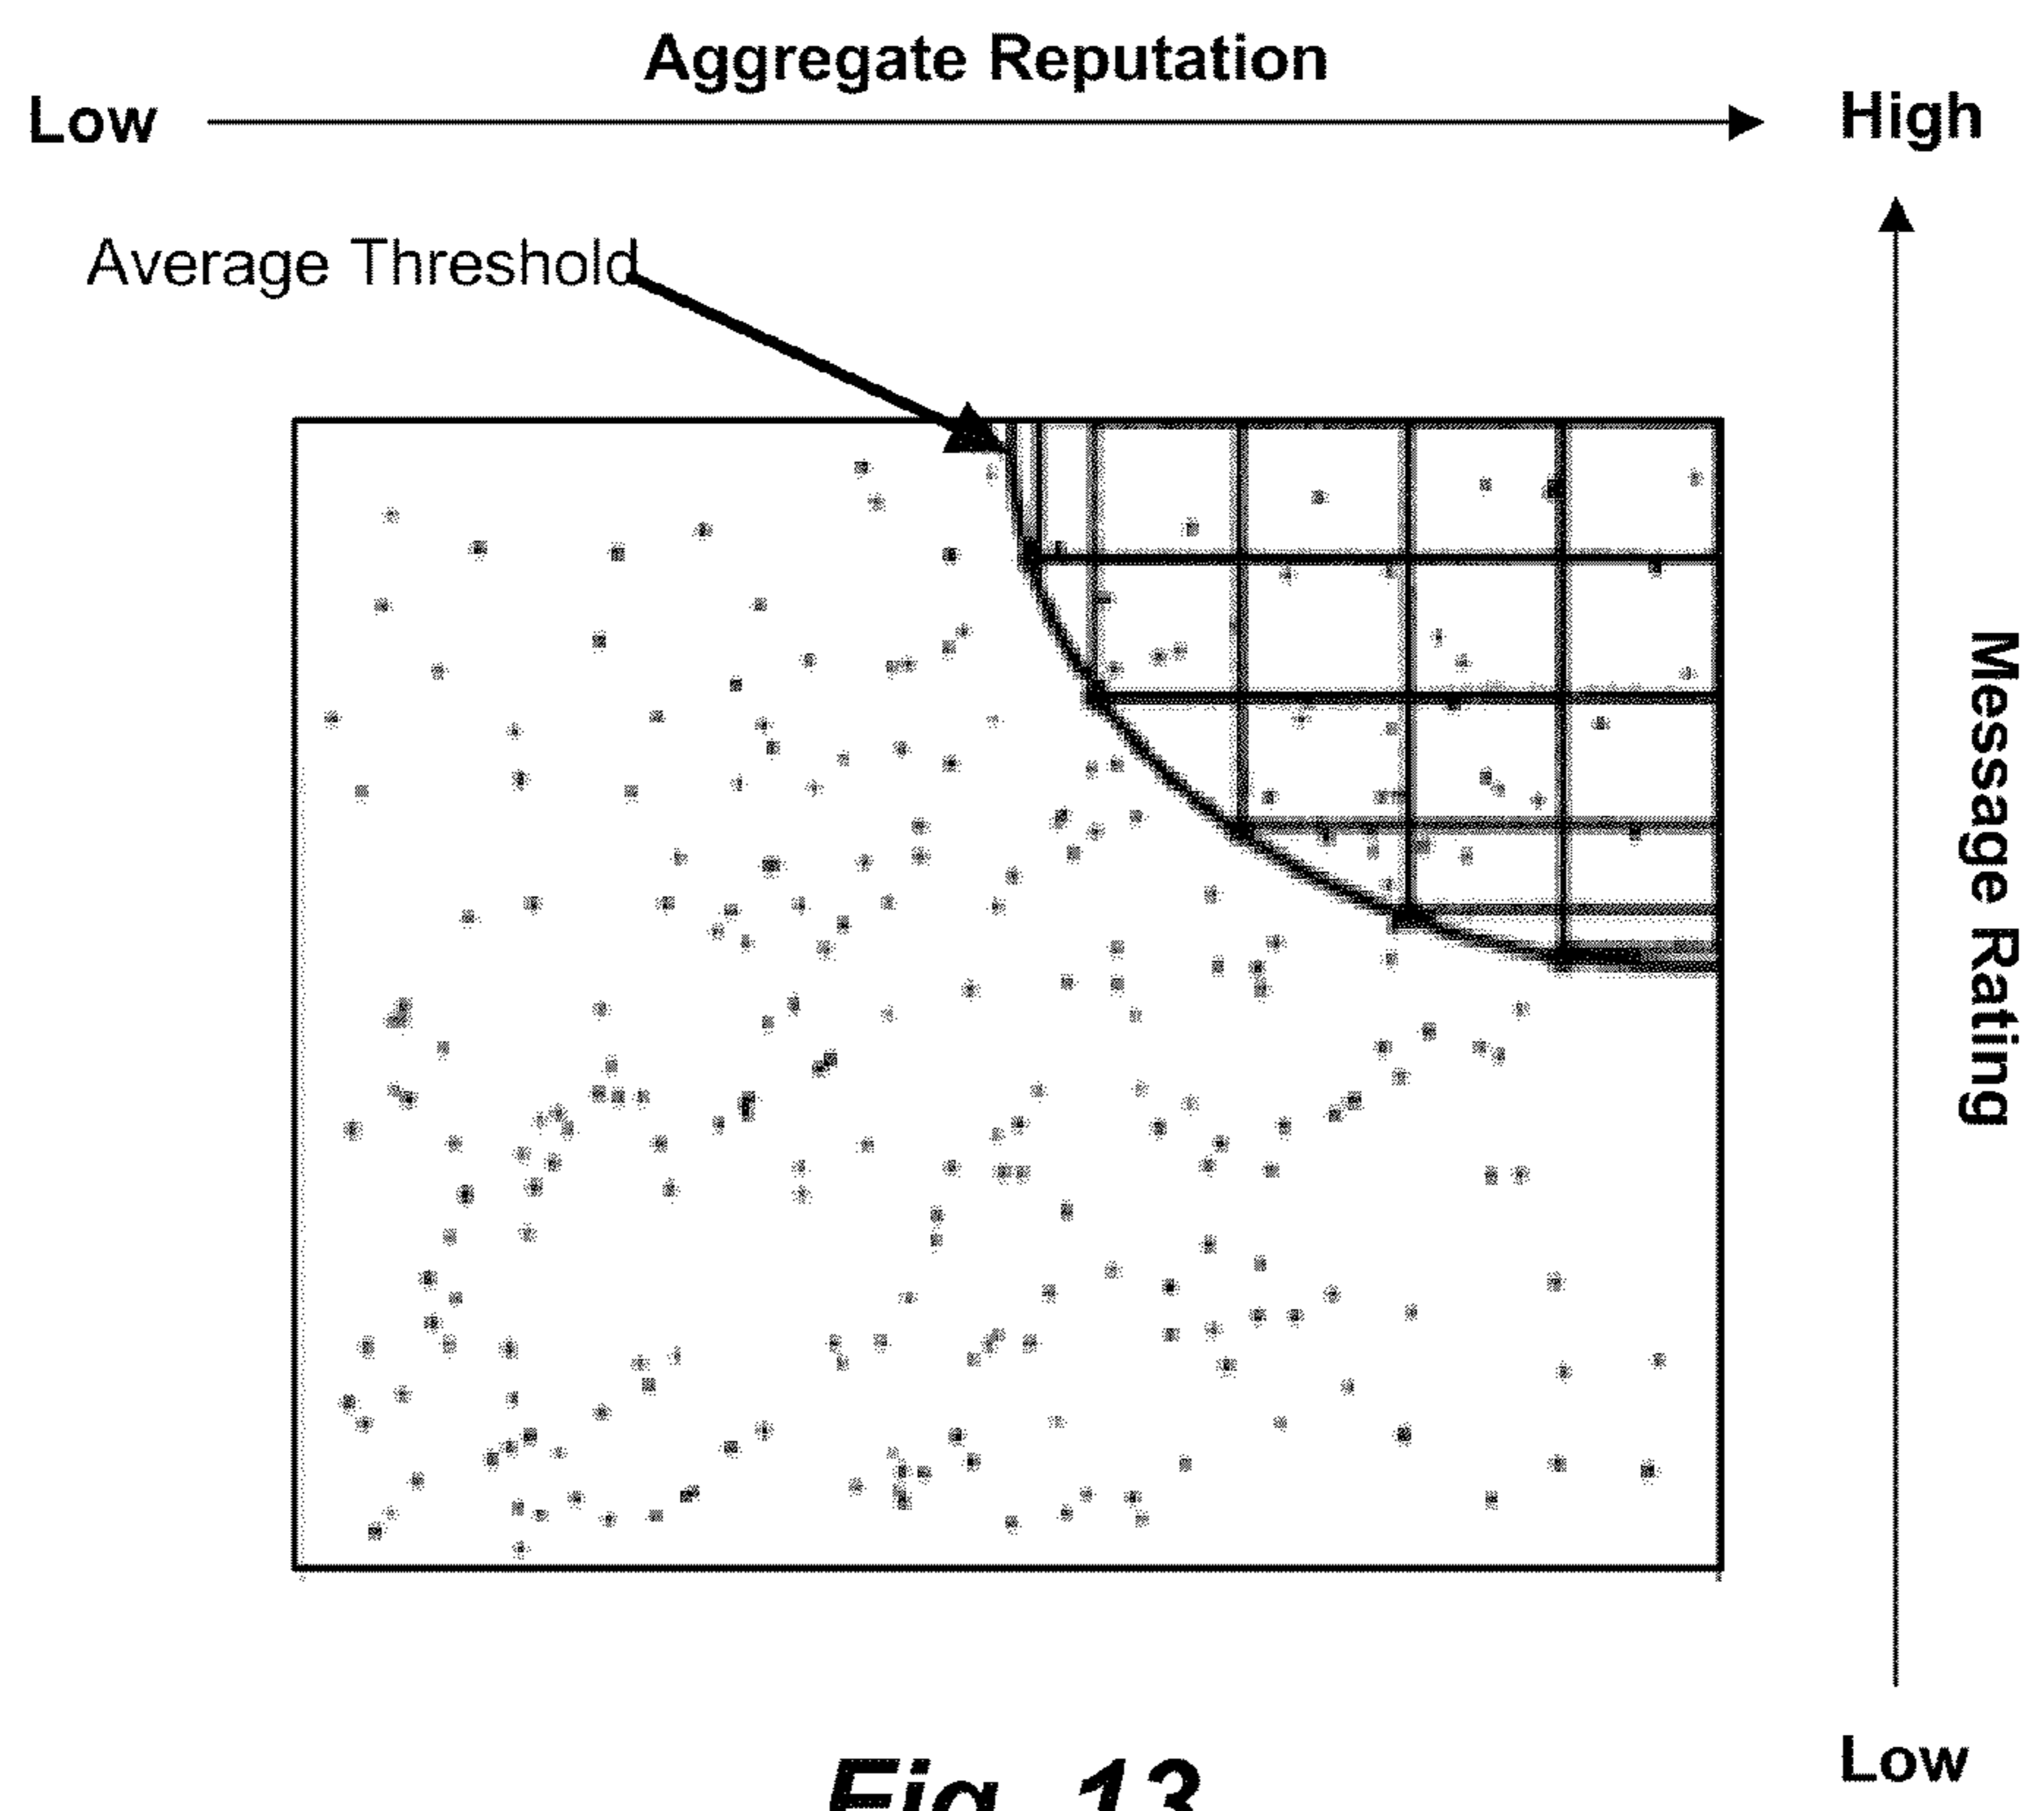 Aggregate Reputation
Low
High
Average Threshold
Message Rating
Low
Fig. 13